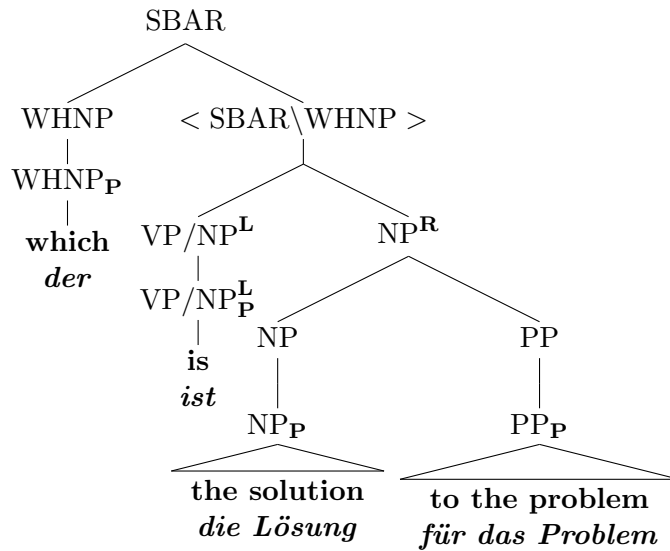 SBAR
WHNP < SBAR\WHNP >
WHNP_P
which
der
VP/NP^L NP^R
VP/NP^L_P
is
ist
NP PP
NP_P PP_P
the solution
die Lösung
to the problem
für das Problem